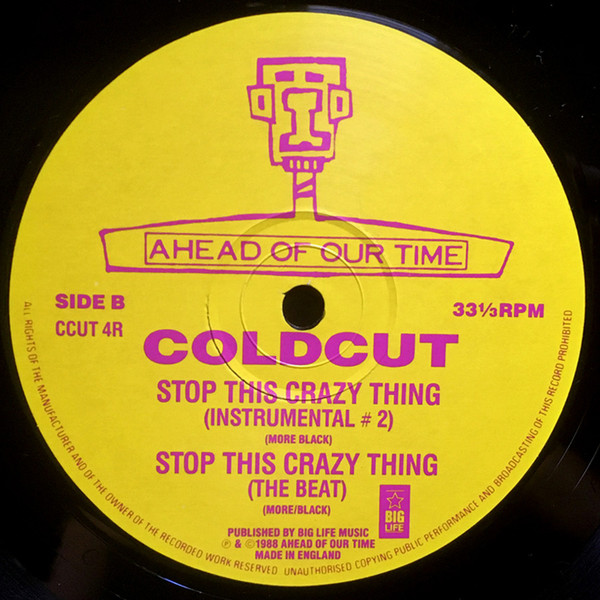 AHEAD OF OUR TIME
SIDE B
33⅓RPM
CCUT 4R
COLDCUT
STOP THIS CRAZY THING
(INSTRUMENTAL # 2)
(MORE BLACK)
STOP THIS CRAZY THING
(THE BEAT)
(MORE/BLACK)
BIG
LIFE
PUBLISHED BY BIG LIFE MUSIC
℗ & ©1988 AHEAD OF OUR TIME
MADE IN ENGLAND
ALL RIGHTS OF THE MANUFACTURER AND OF THE OWNER OF THE RECORDED WORK RESERVED UNAUTHORISED COPYING PUBLIC PERFORMANCE AND BROADCASTING OF THIS RECORD PROHIBITED